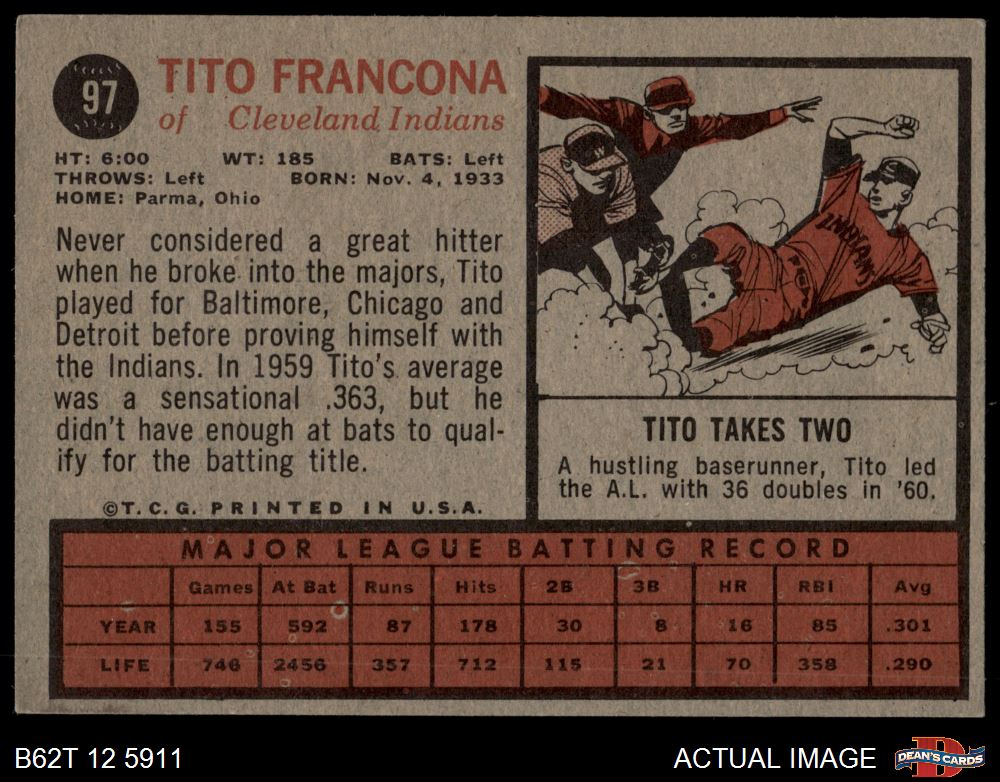 97
TITO FRANCONA
of Cleveland Indians
HT: 6:00 WT: 185 BATS: Left
THROWS: Left BORN: Nov. 4, 1933
HOME: Parma, Ohio
Never considered a great hitter
when he broke into the majors, Tito
played for Baltimore, Chicago and
Detroit before proving himself with
the Indians. In 1959 Tito's average
was a sensational .363, but he
didn't have enough at bats to qual-
ify for the batting title.
©T.C.G. PRINTED IN U.S.A.
INDIANS
TITO TAKES TWO
A hustling baserunner, Tito led
the A.L. with 36 doubles in '60.
MAJOR LEAGUE BATTING RECORD
Games At Bat Runs Hits 2B 3B HR RBI Avg
YEAR 155 592 87 178 30 8 16 85 .301
LIFE 746 2456 357 712 115 21 70 358 .290
B62T 12 5911
ACTUAL IMAGE
D
DEAN'S CARDS